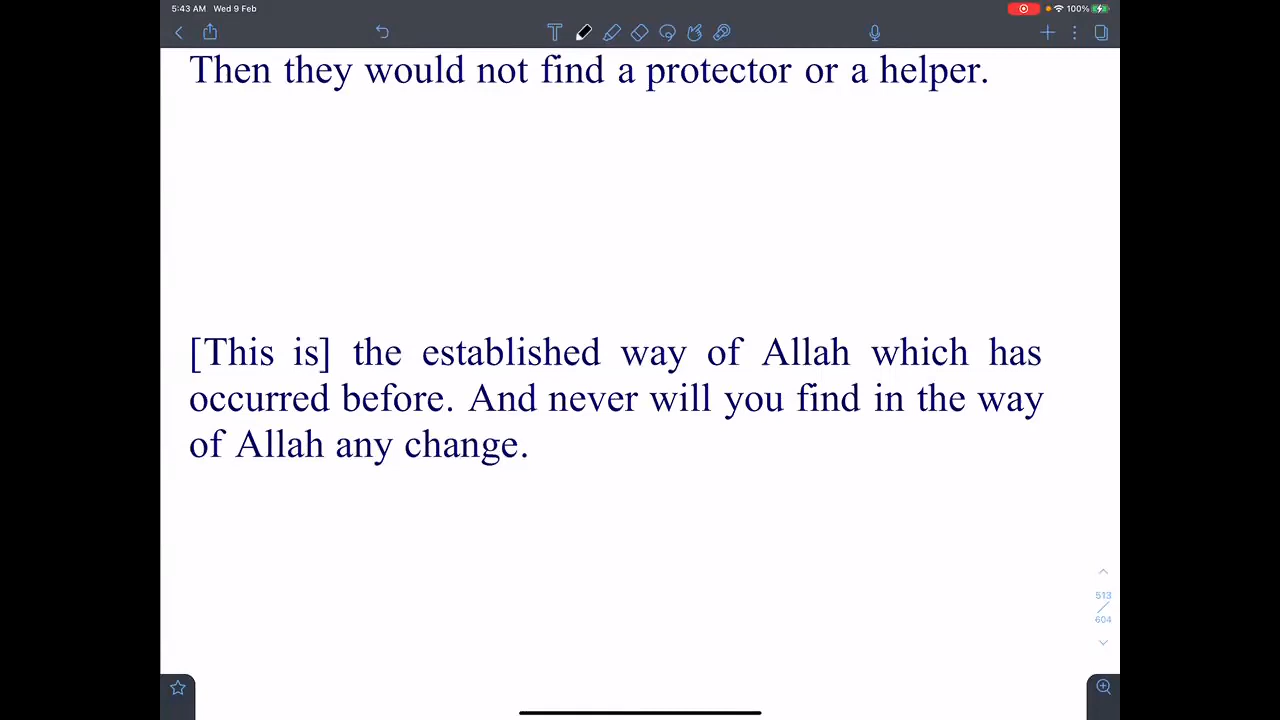 5:43 AM Wed 9 Feb
100%
Then they would not find a protector or a helper.
[This is] the established way of Allah which has
occurred before. And never will you find in the way
of Allah any change.
513
604